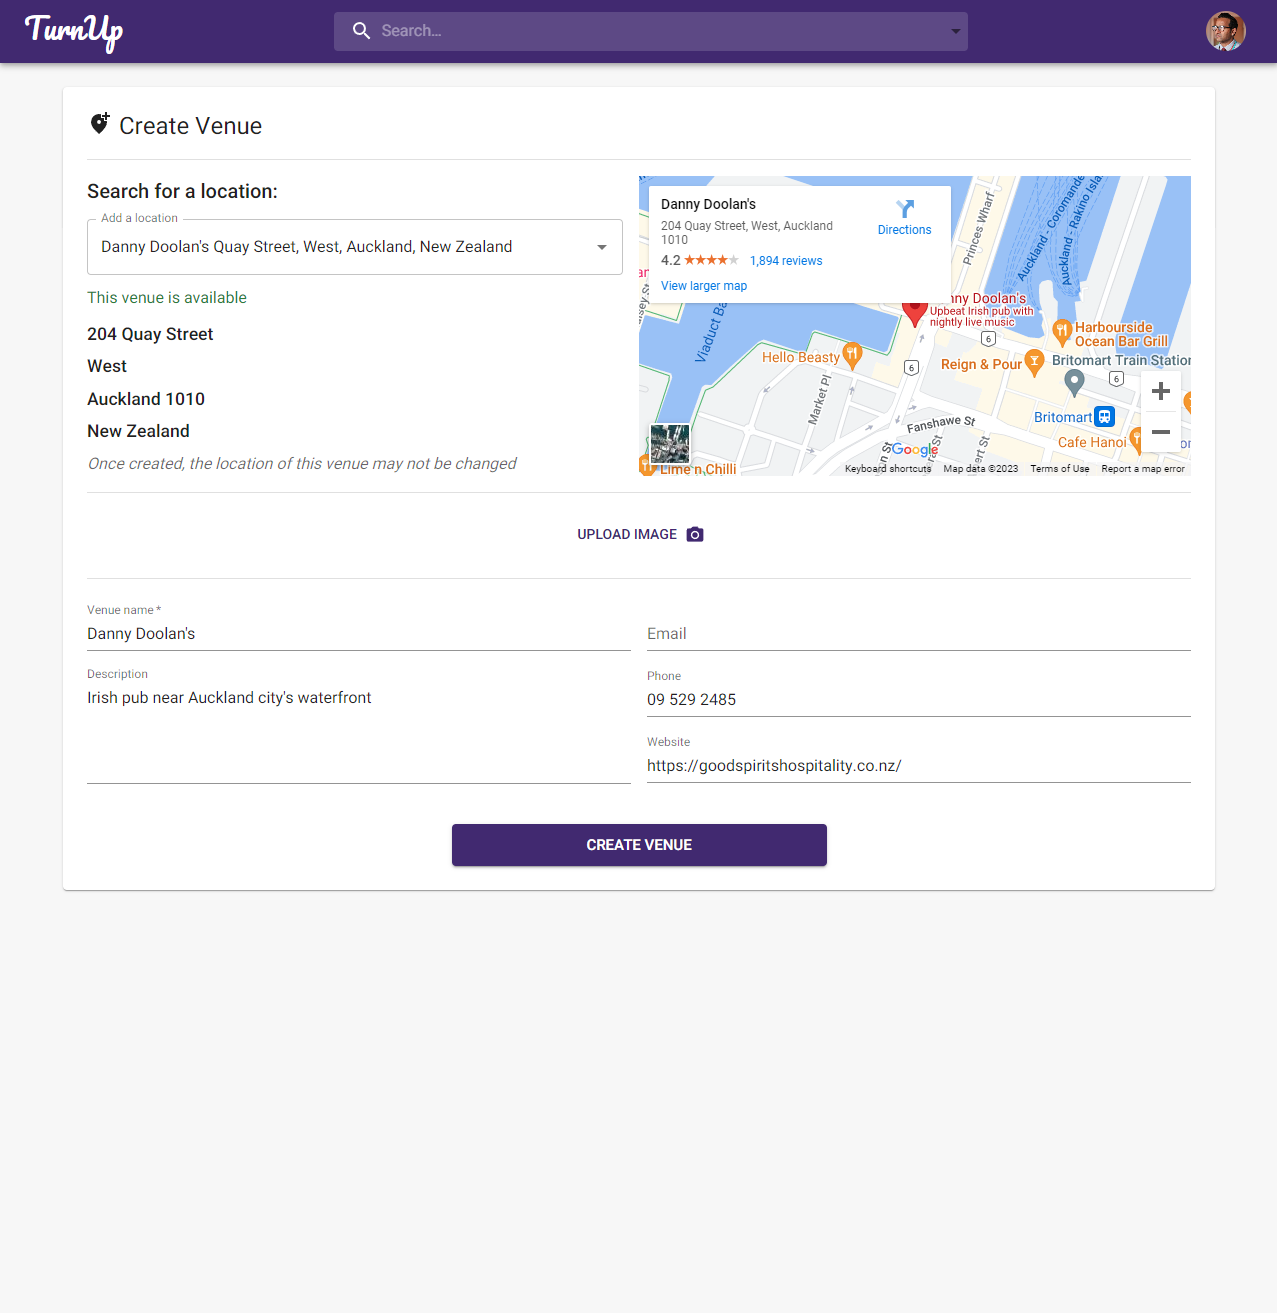 TurnUp
Search...
Create Venue
Search for a location:
Add a location
Danny Doolan's Quay Street, West, Auckland, New Zealand
This venue is available
204 Quay Street
West
Auckland 1010
New Zealand
Once created, the location of this venue may not be changed
Danny Doolan's
204 Quay Street, West, Auckland
1010
Directions
4.2
1,894 reviews
View larger map
Princes Wharf
Auckland - Coromande
Auckland - Rakino Isla
Viaduct Ba
nny Doolan's
Upbeat Irish pub with
nightly live music
Harbourside
Ocean Bar Grill
6
Hello Beasty
6
Reign & Pour
Britomart Train Station
6
Market Pl
Britomart
Fanshawe St
Cafe Hanoi
Google
Lime n Chilli
Keyboard shortcuts
Map data ©2023
Terms of Use
Report a map error
UPLOAD IMAGE
Venue name *
Danny Doolan's
Email
Description
Irish pub near Auckland city's waterfront
Phone
09 529 2485
Website
https://goodspiritshospitality.co.nz/
CREATE VENUE